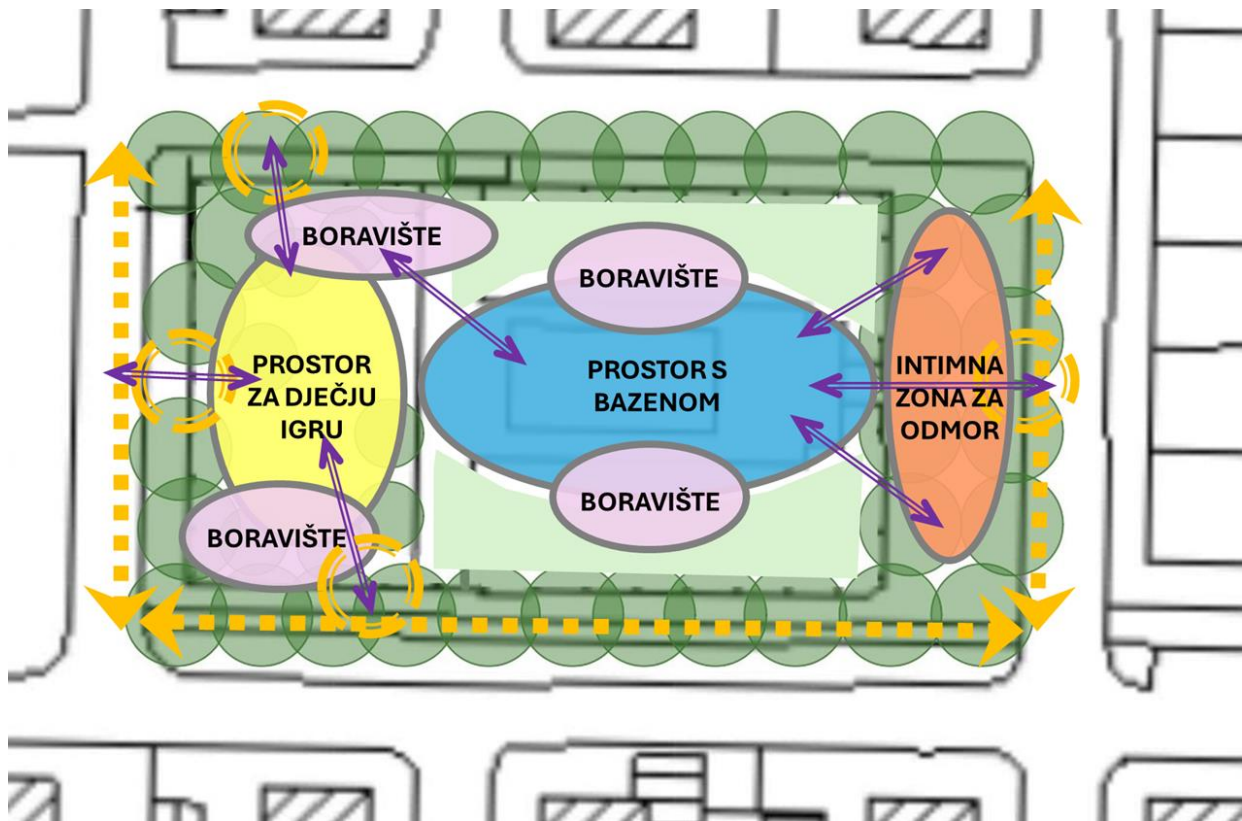 BORAVIŠTE
BORAVIŠTE
PROSTOR
ZA DJEČJU
IGRU
PROSTOR S
BAZENOM
INTIMNA
ZONA ZA
ODMOR
BORAVIŠTE
BORAVIŠTE